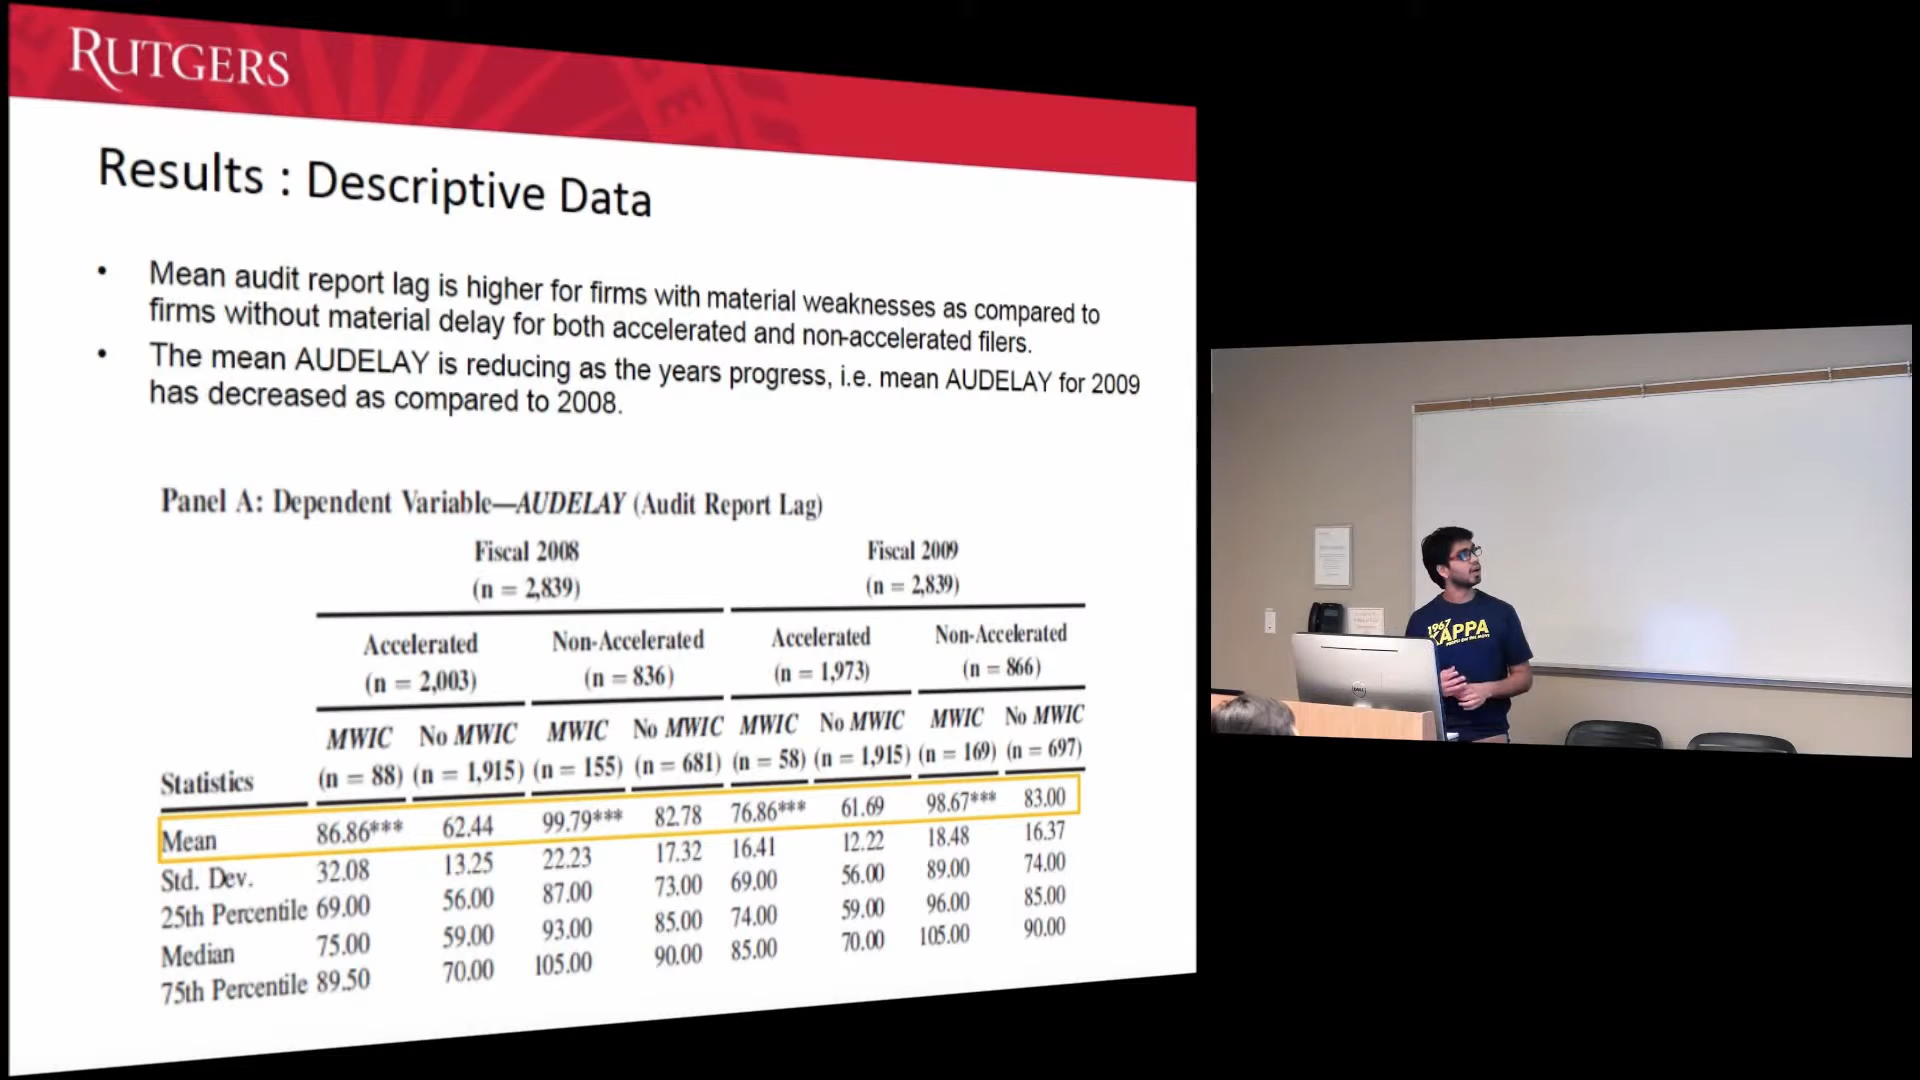 RUTGERS
Results : Descriptive Data
• Mean audit report lag is higher for firms with material weaknesses as compared to
firms without material delay for both accelerated and non-accelerated filers.
• The mean AUDELAY is reducing as the years progress, i.e. mean AUDELAY for 2009
has decreased as compared to 2008.
Panel A: Dependent Variable—AUDELAY (Audit Report Lag)
Fiscal 2008 Fiscal 2009
(n = 2,839) (n = 2,839)
Accelerated Non-Accelerated Accelerated Non-Accelerated
(n = 2,003) (n = 836) (n = 1,973) (n = 866)
MWIC No MWIC MWIC No MWIC MWIC No MWIC MWIC No MWIC
Statistics (n = 88) (n = 1,915) (n = 155) (n = 681) (n = 58) (n = 1,915) (n = 169) (n = 697)
Mean 86.86*** 62.44 99.79*** 82.78 76.86*** 61.69 98.67*** 83.00
Std. Dev. 32.08 13.25 22.23 17.32 16.41 12.22 18.48 16.37
25th Percentile 69.00 56.00 87.00 73.00 69.00 56.00 89.00 74.00
Median 75.00 59.00 93.00 85.00 74.00 59.00 96.00 85.00
75th Percentile 89.50 70.00 105.00 90.00 85.00 70.00 105.00 90.00
1967
KAPPA
DELL